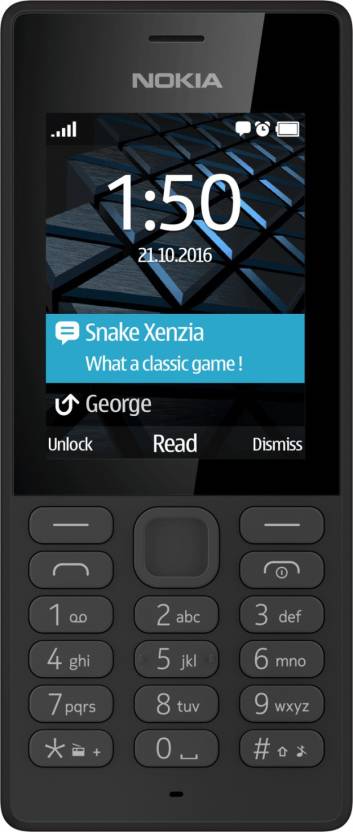 NOKIA
1:50
21.10.2016
Snake Xenzia
What a classic game !
George
Unlock Read Dismiss
1 2 abc 3 def
4 ghi 5 jkl 6 mno
7 pqrs 8 tuv 9 wxyz
* + 0 #